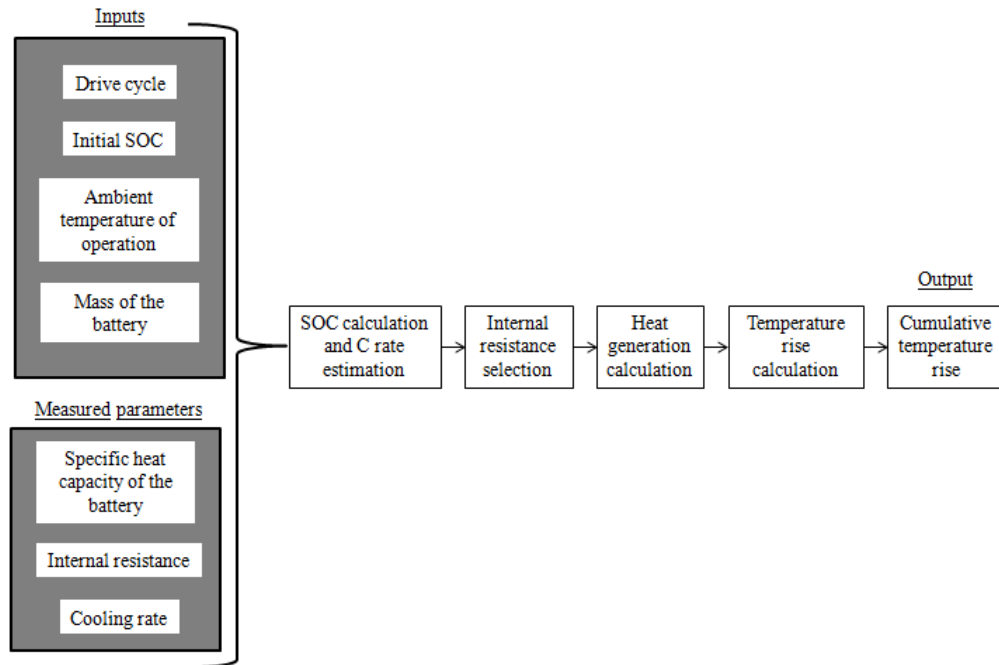 Inputs
Drive cycle
Initial SOC
Ambient
temperature of
operation
Mass of the
battery
Measured parameters
Specific heat
capacity of the
battery
Internal resistance
Cooling rate
SOC calculation
and C rate
estimation
Internal
resistance
selection
Heat
generation
calculation
Temperature
rise
calculation
Output
Cumulative
temperature
rise